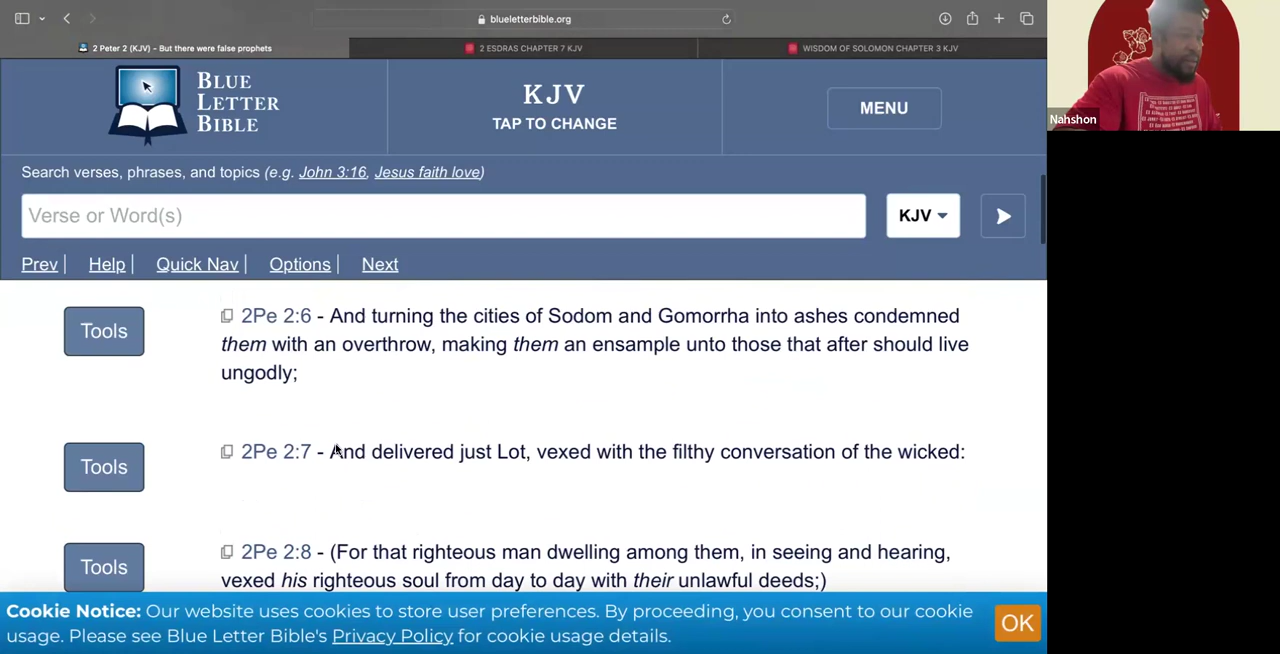 blueletterbible.org
2 Peter 2 (KJV) - But there were false prophets
2 ESDRAS CHAPTER 7 KJV
WISDOM OF SOLOMON CHAPTER 3 KJV
BLUE
LETTER
BIBLE
KJV
TAP TO CHANGE
MENU
Nahshon
Search verses, phrases, and topics (e.g. John 3:16, Jesus faith love)
Verse or Word(s)
KJV
Prev | Help | Quick Nav | Options | Next
Tools
2Pe 2:6 - And turning the cities of Sodom and Gomorrha into ashes condemned
them with an overthrow, making them an ensample unto those that after should live
ungodly;
Tools
2Pe 2:7 - And delivered just Lot, vexed with the filthy conversation of the wicked:
Tools
2Pe 2:8 - (For that righteous man dwelling among them, in seeing and hearing,
vexed his righteous soul from day to day with their unlawful deeds;)
Cookie Notice: Our website uses cookies to store user preferences. By proceeding, you consent to our cookie
usage. Please see Blue Letter Bible's Privacy Policy for cookie usage details.
OK